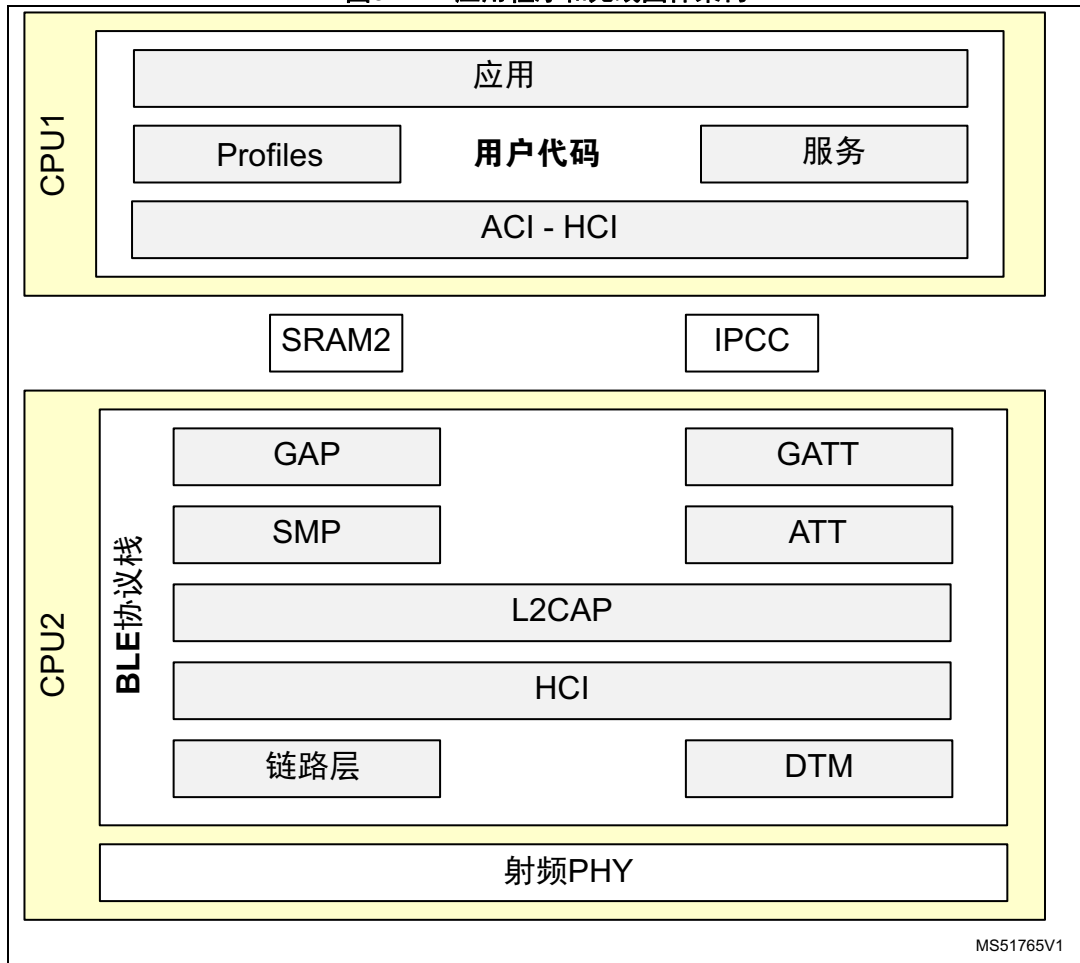 应用
CPU1
Profiles
用户代码
服务
ACI - HCI
SRAM2
IPCC
GAP
GATT
SMP
ATT
BLE协议栈
CPU2
L2CAP
HCI
链路层
DTM
射频PHY
MS51765V1